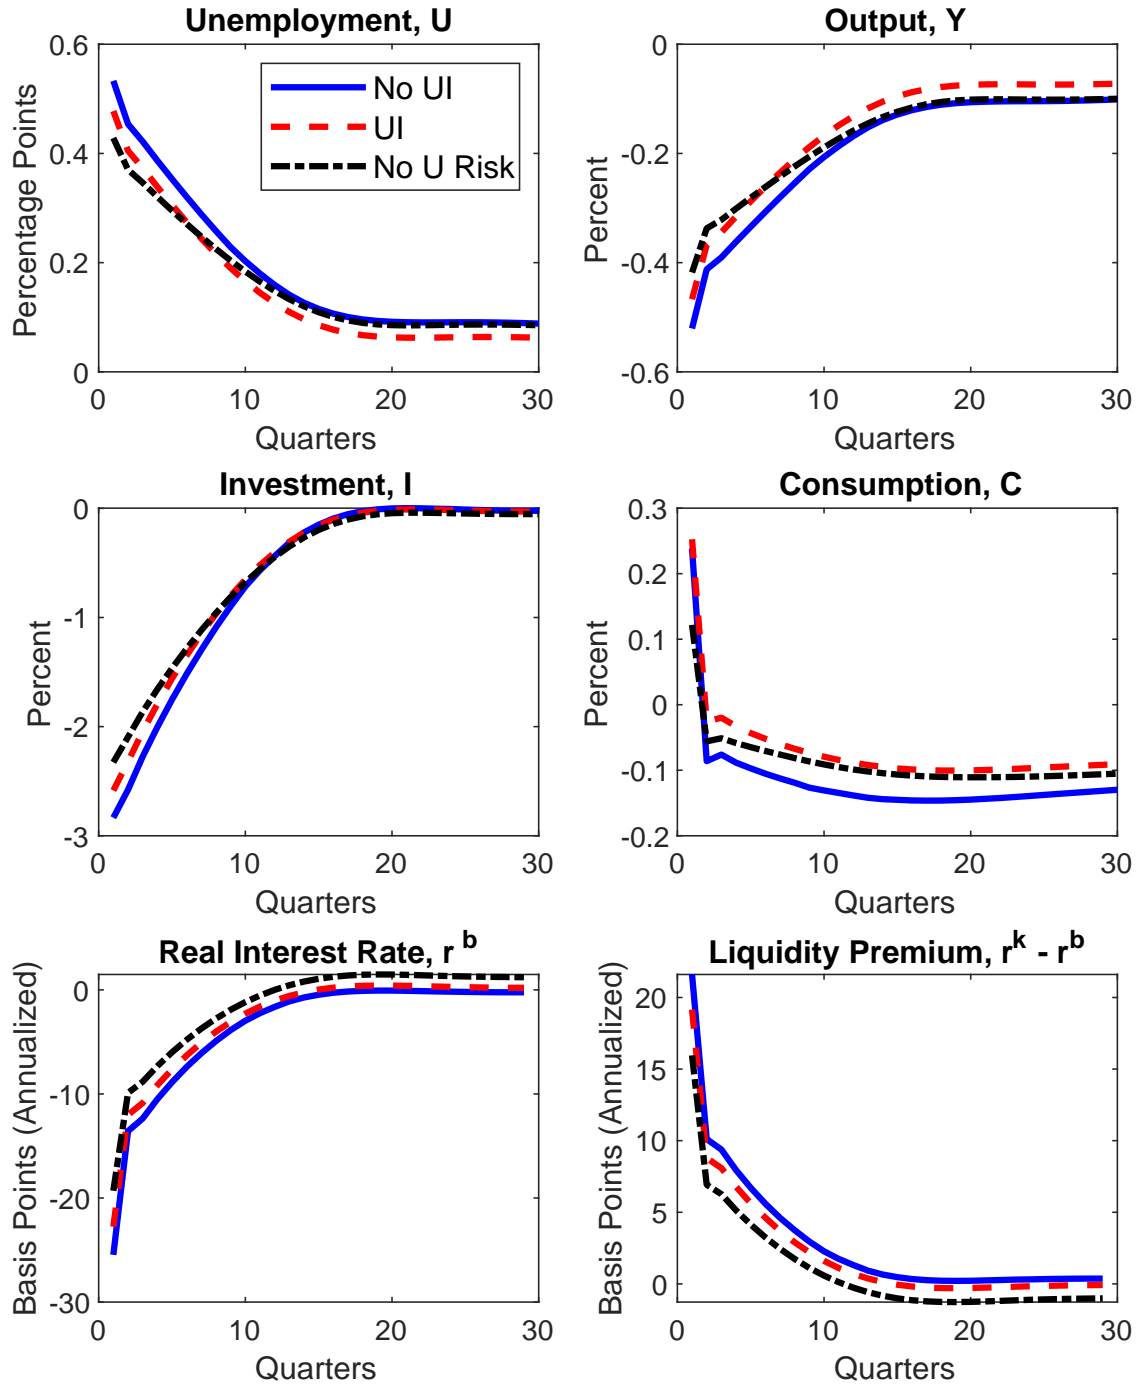 Unemployment, U
Percentage Points
0.6
0.4
0.2
0
No UI
UI
No U Risk
0
10
20
30
Quarters
Output, Y
Percent
0
-0.2
-0.4
-0.6
0
10
20
30
Quarters
Investment, I
Percent
0
-1
-2
-3
0
10
20
30
Quarters
Consumption, C
Percent
0.3
0.2
0.1
0
-0.1
-0.2
0
10
20
30
Quarters
Real Interest Rate, r b
Basis Points (Annualized)
0
-10
-20
-30
0
10
20
30
Quarters
Liquidity Premium, rk - rb
Basis Points (Annualized)
20
15
10
5
0
0
10
20
30
Quarters